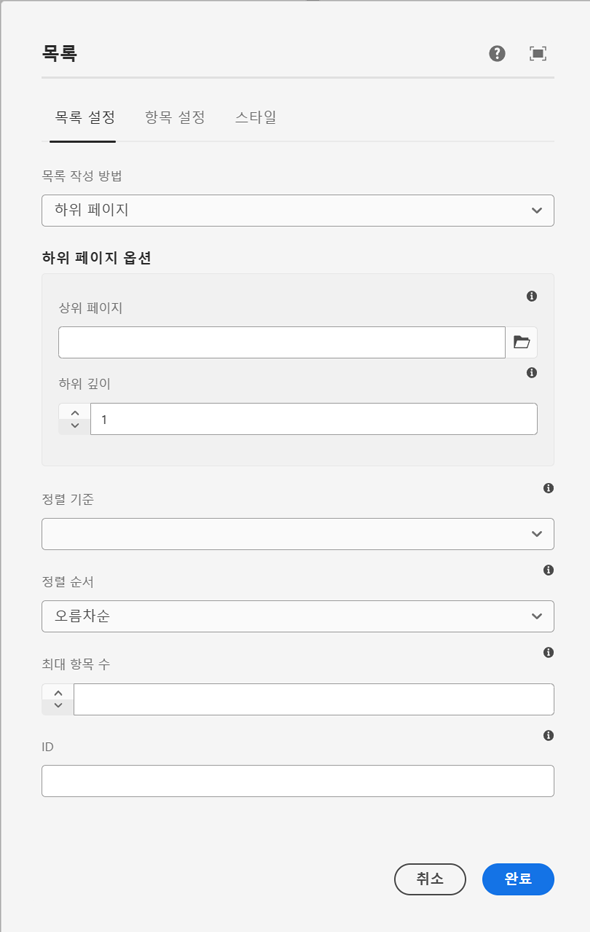 목록
목록 설정 항목 설정 스타일
목록 작성 방법
하위 페이지
하위 페이지 옵션
상위 페이지
하위 깊이
1
정렬 기준
정렬 순서
오름차순
최대 항목 수
ID
취소 완료